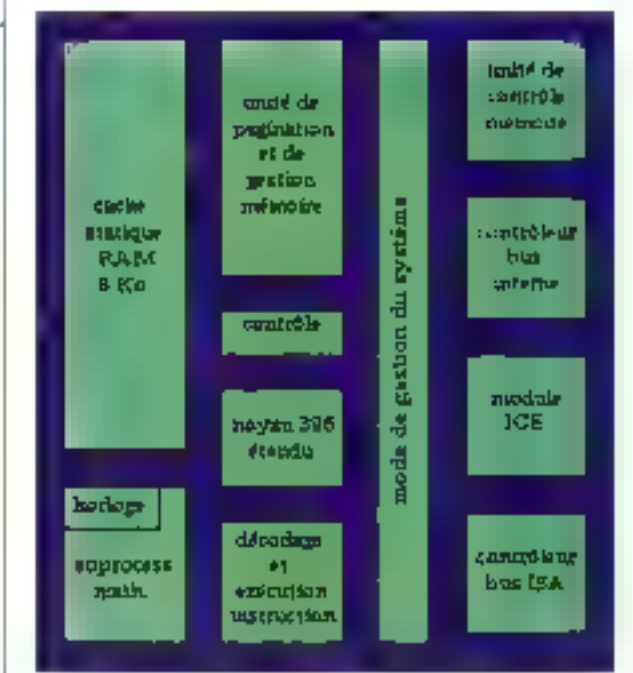 cache
statique
RAM
8 Ko
horloge
coprocess
math.
unité de
pagination
et de
gestion
mémoire
contrôle
noyau 386
étendu
décodage
et
exécution
instruction
mode de gestion du système
unité de
contrôle
mémoire
contrôleur
bus
interne
module
ICE
contrôleur
bus ISA